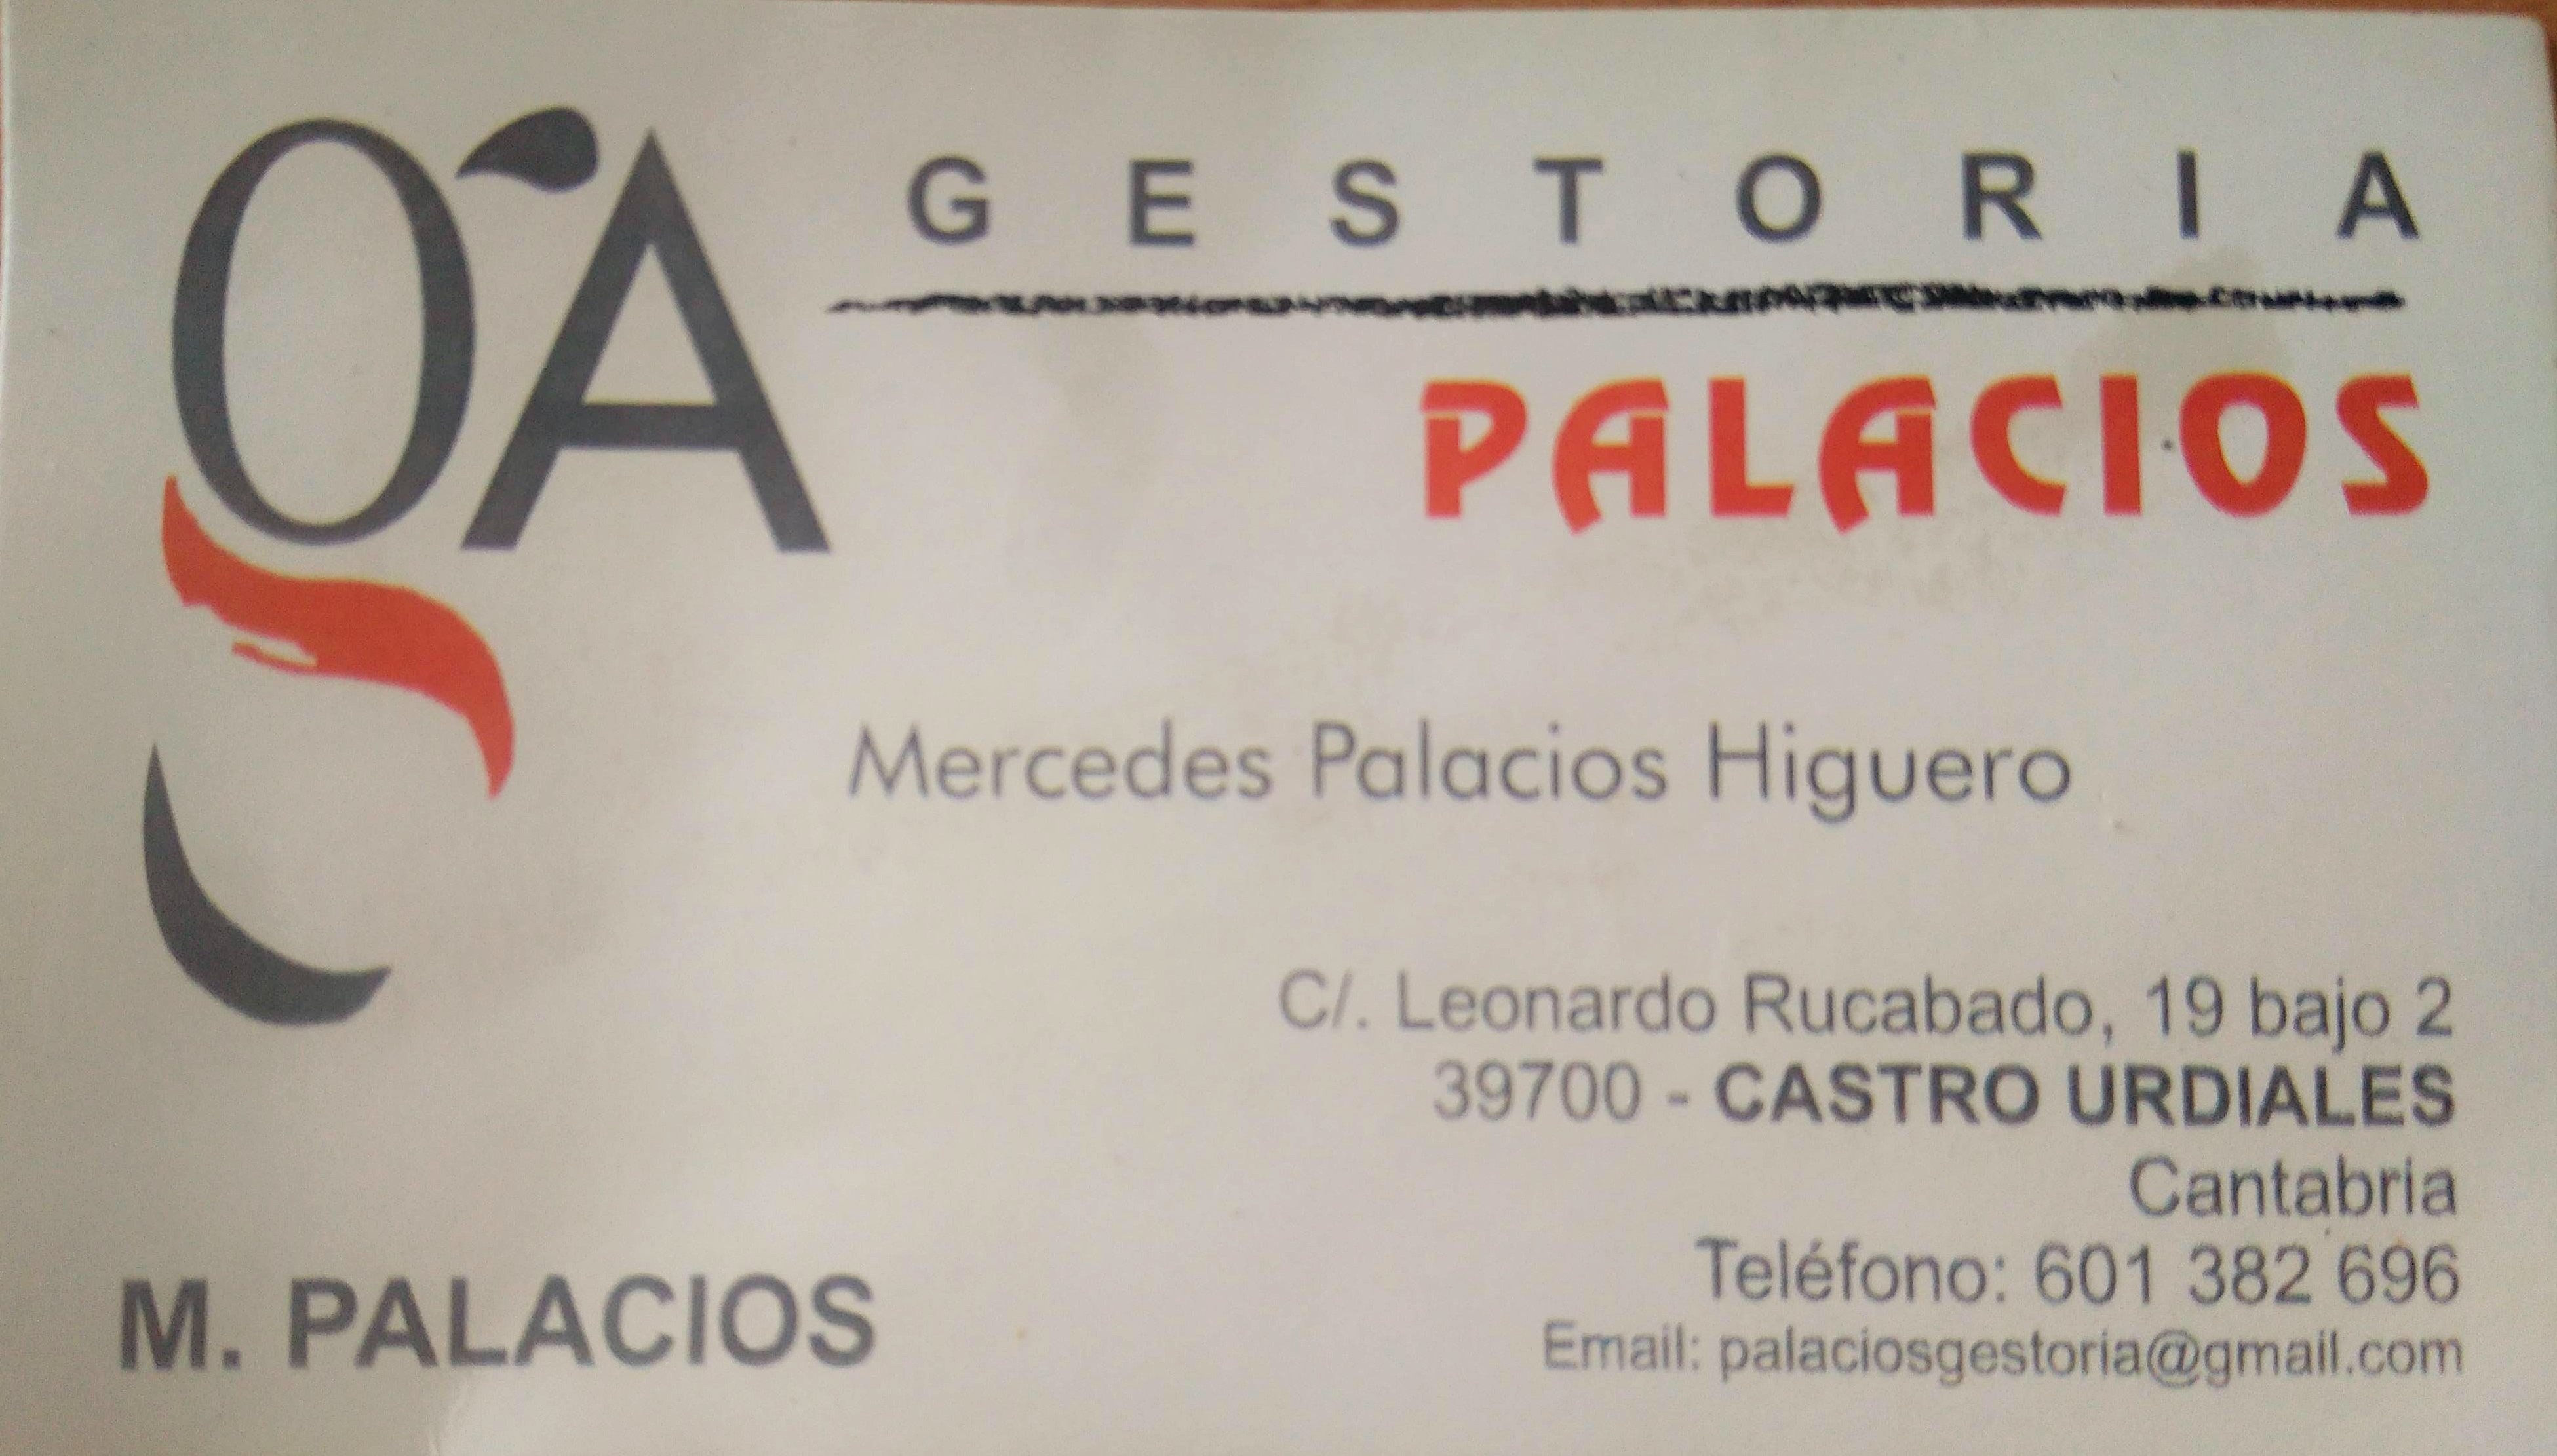 gA
G E S T O R I A
PALACIOS
Mercedes Palacios Higuero
C/. Leonardo Rucabado, 19 bajo 2
39700 - CASTRO URDIALES
Cantabria
Teléfono: 601 382 696
Email: palaciosgestoria@gmail.com
M. PALACIOS